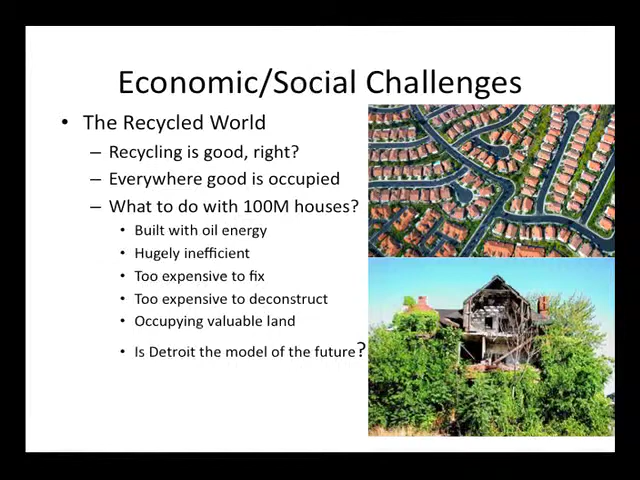 Economic/Social Challenges
• The Recycled World
– Recycling is good, right?
– Everywhere good is occupied
– What to do with 100M houses?
• Built with oil energy
• Hugely inefficient
• Too expensive to fix
• Too expensive to deconstruct
• Occupying valuable land
• Is Detroit the model of the future?